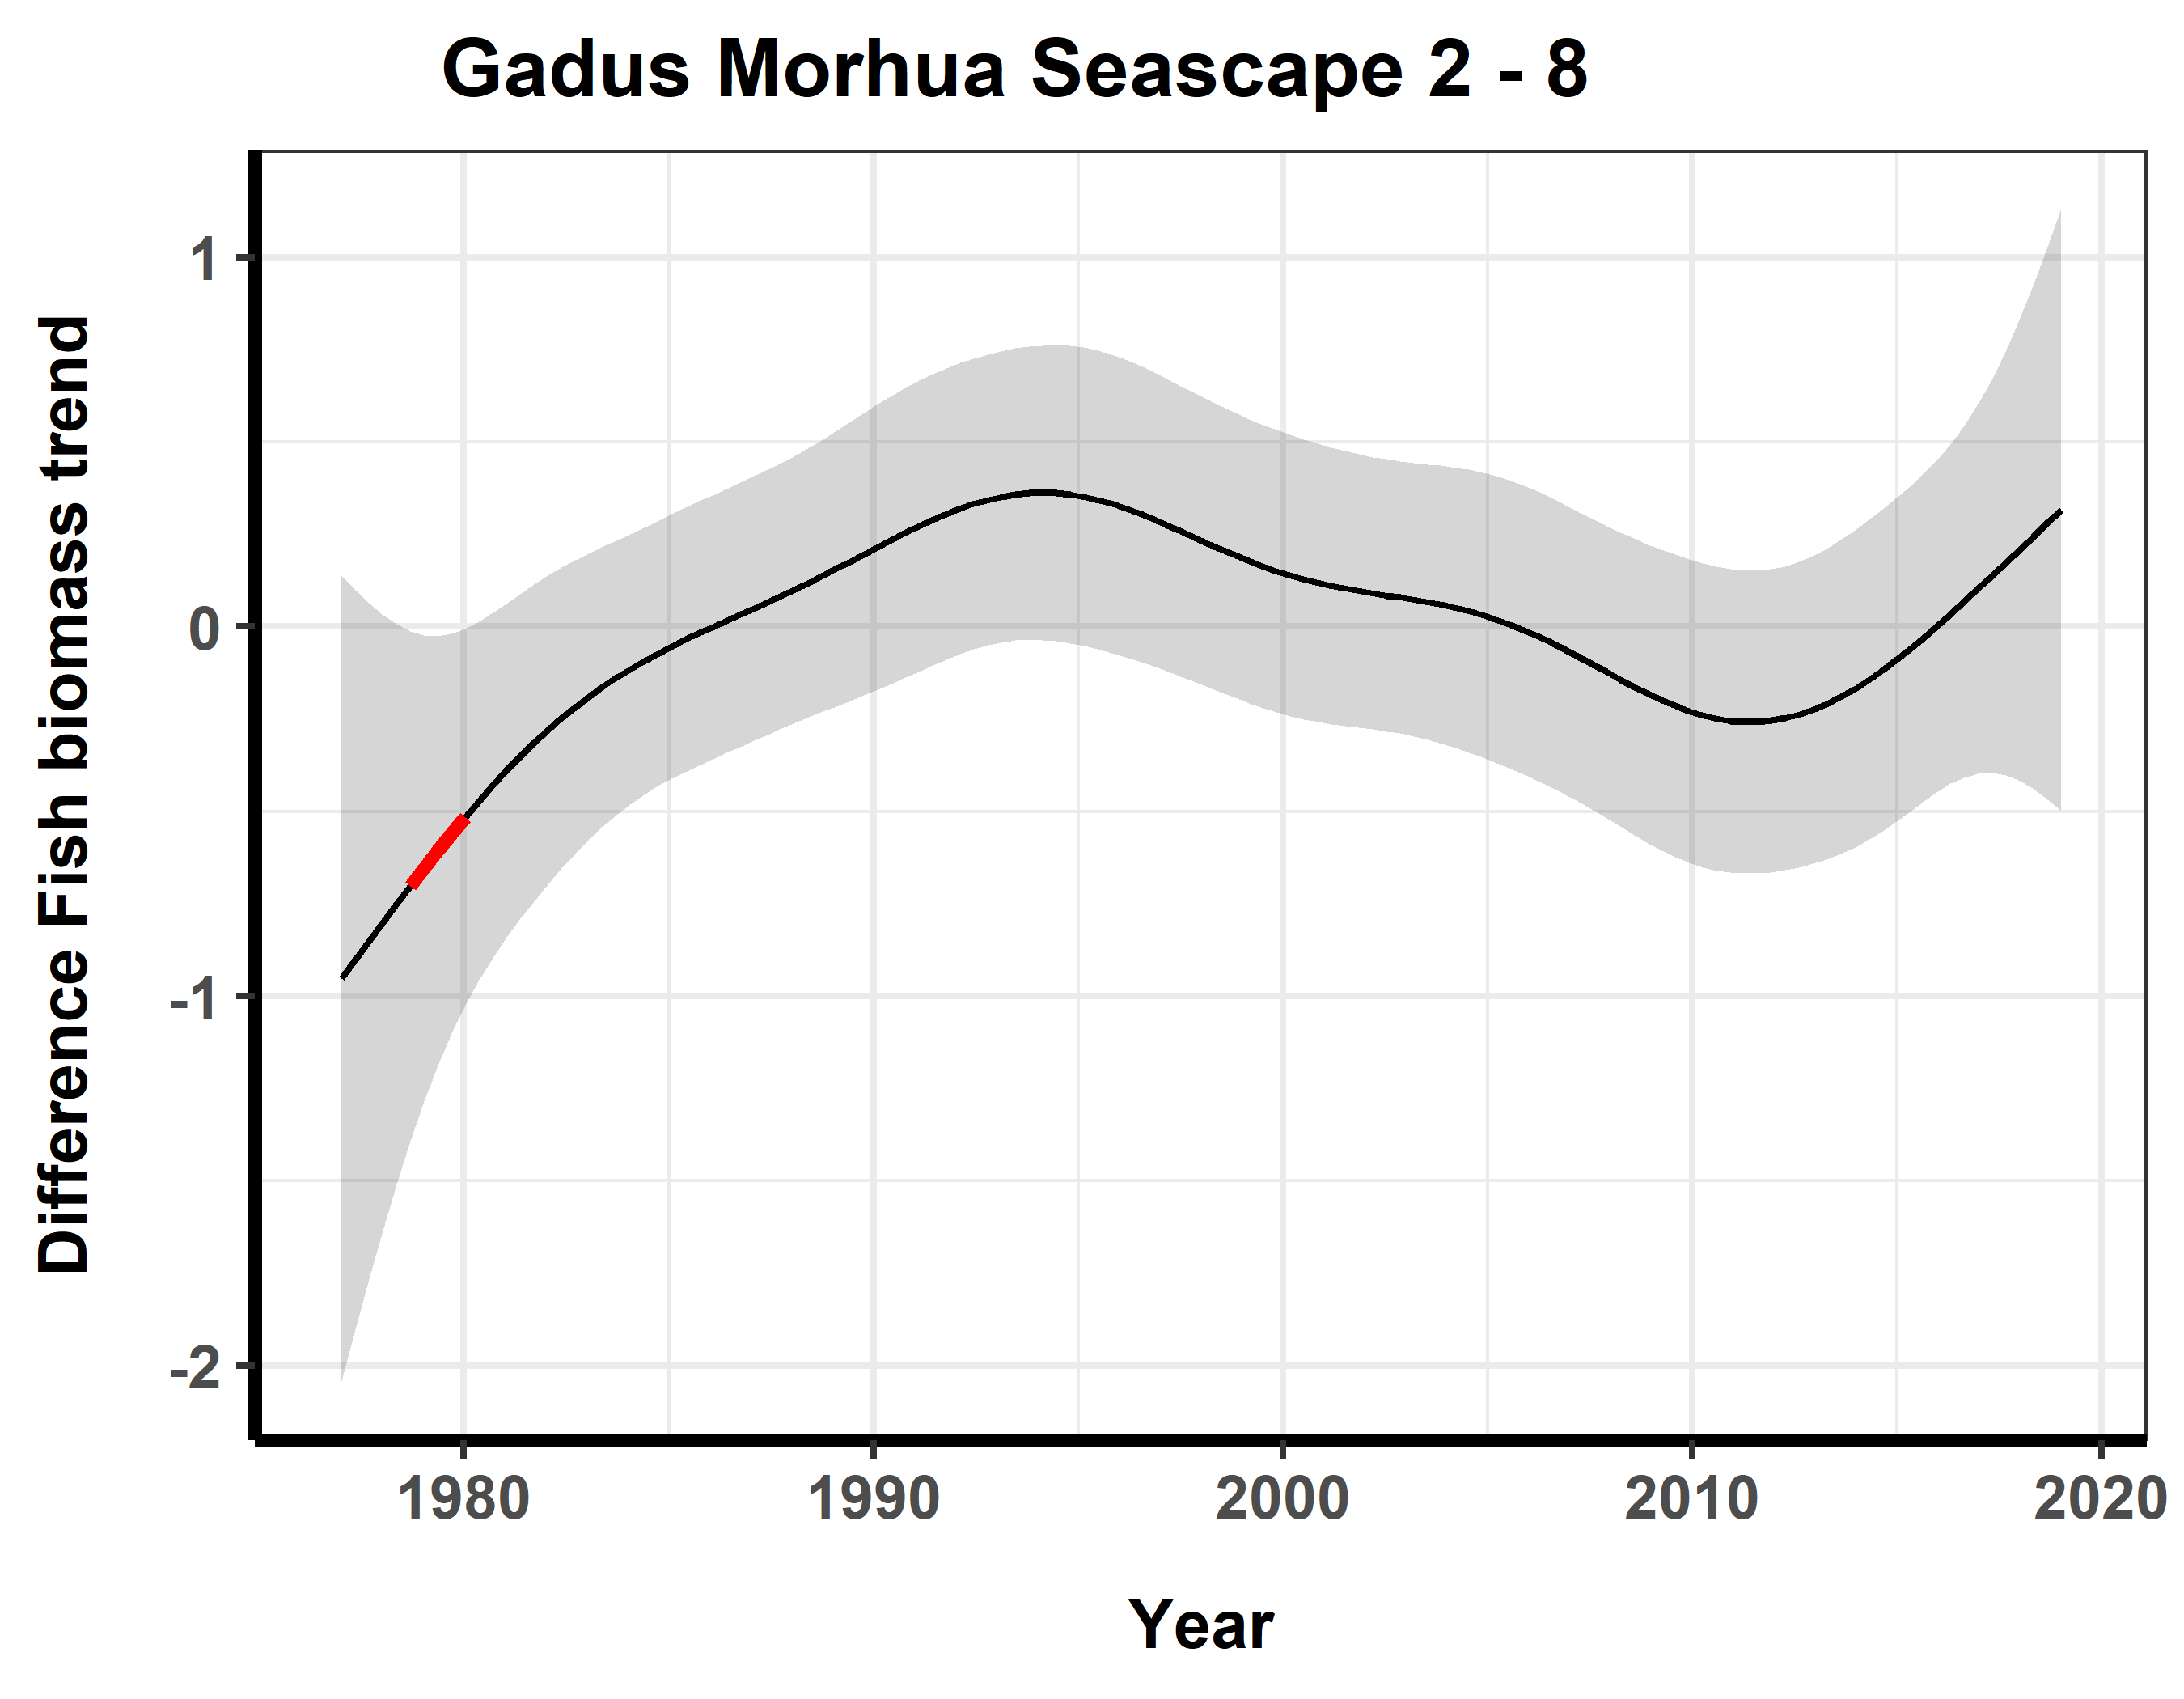 Gadus Morhua Seascape 2 - 8
Difference Fish biomass trend
1
0
-1
-2
1980 1990 2000 2010 2020
Year